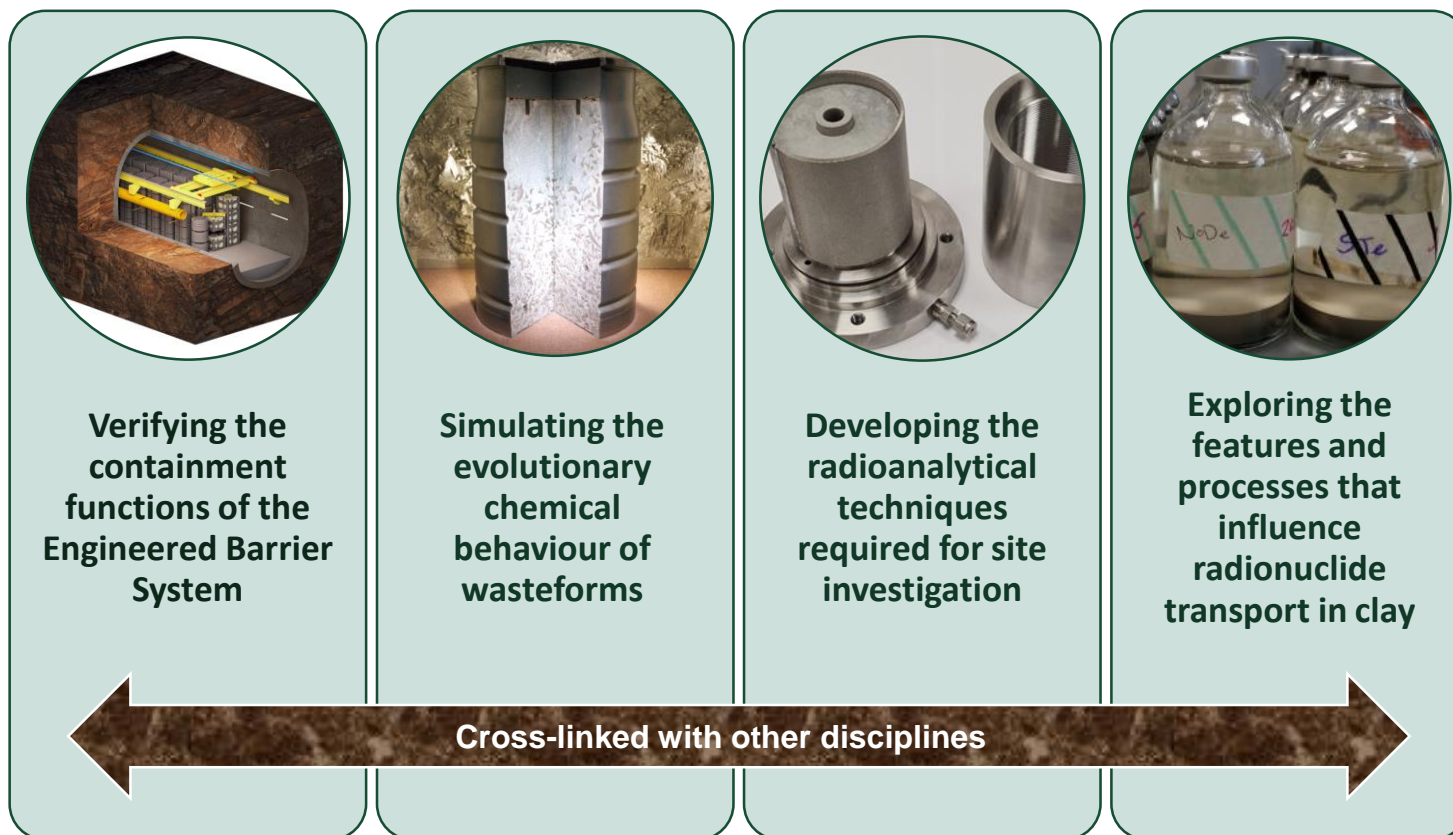 Verifying the
containment
functions of the
Engineered Barrier
System
Simulating the
evolutionary
chemical
behaviour of
wasteforms
Developing the
radioanalytical
techniques
required for site
investigation
Exploring the
features and
processes that
influence
radionuclide
transport in clay
NoDe
STe
Cross-linked with other disciplines